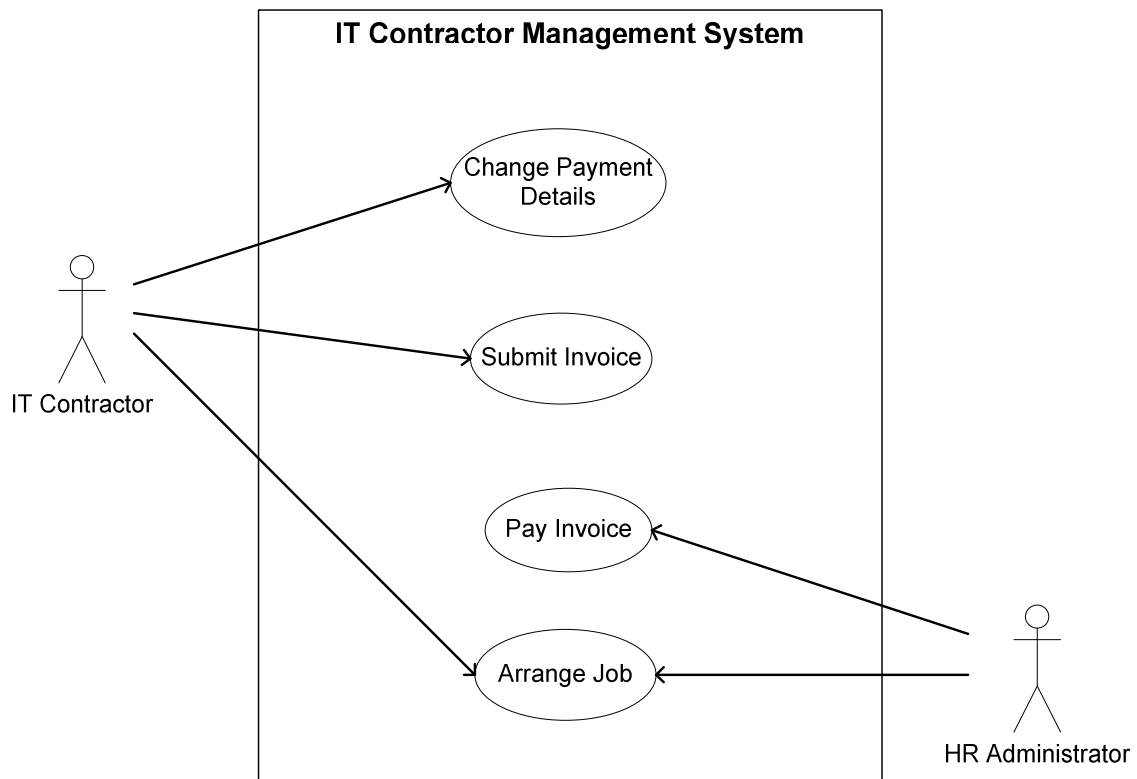 IT Contractor Management System
Change Payment
Details
Submit Invoice
IT Contractor
Pay Invoice
Arrange Job
HR Administrator